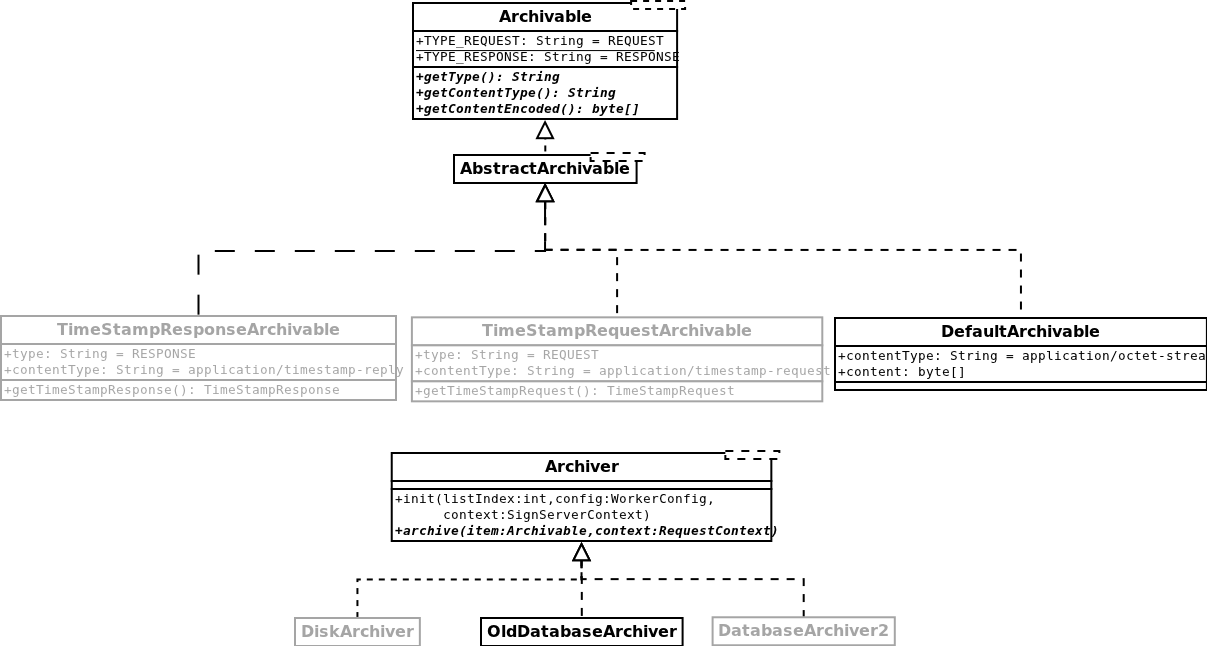 Archivable
+TYPE_REQUEST: String = REQUEST
+TYPE_RESPONSE: String = RESPONSE
+getType(): String
+getContentType(): String
+getContentEncoded(): byte[]
AbstractArchivable
TimeStampResponseArchivable
+type: String = RESPONSE
+contentType: String = application/timestamp-reply
+getTimeStampResponse(): TimeStampResponse
TimeStampRequestArchivable
+type: String = REQUEST
+contentType: String = application/timestamp-request
+getTimeStampRequest(): TimeStampRequest
DefaultArchivable
+contentType: String = application/octet-strea
+content: byte[]
Archiver
+init(listIndex:int,config:WorkerConfig,
context:SignServerContext)
+archive(item:Archivable,context:RequestContext)
DiskArchiver
OldDatabaseArchiver
DatabaseArchiver2